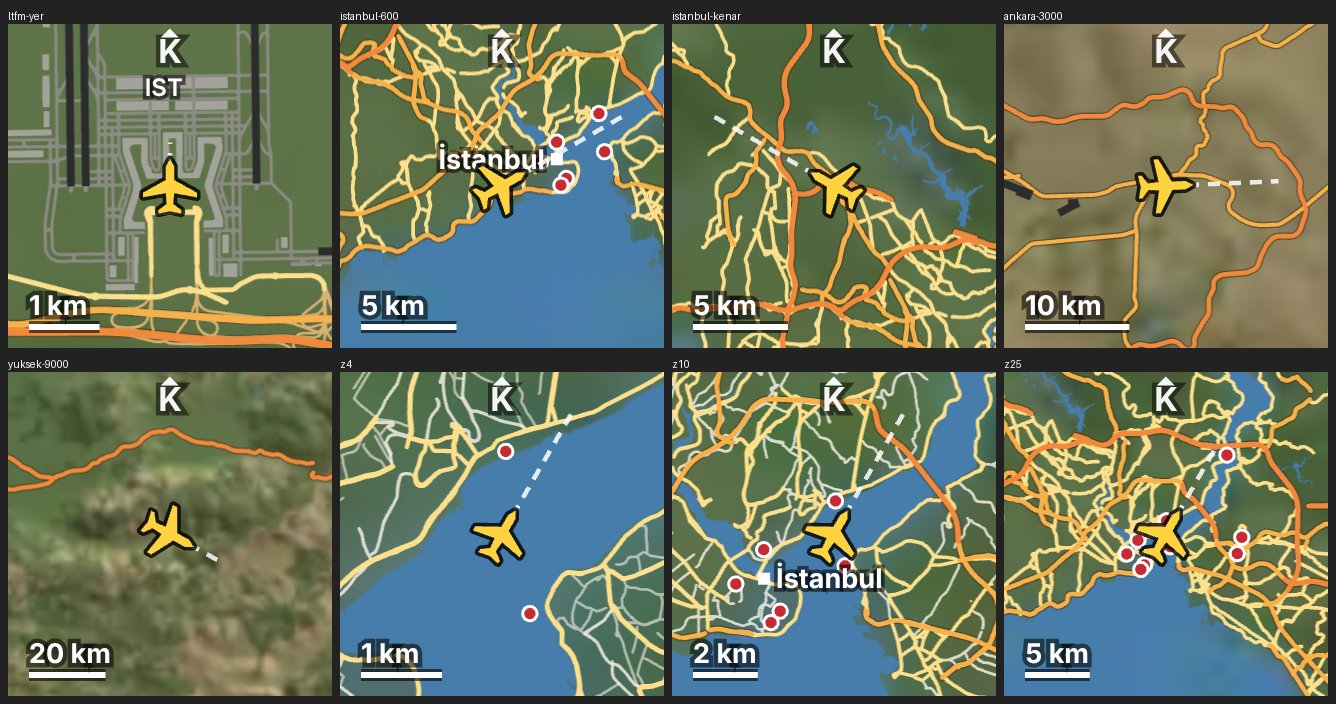 ltfm-yer
istanbul-600
istanbul-kenar
ankara-3000
K
IST
1 km
K
İstanbul
5 km
K
5 km
K
10 km
yuksek-9000
z4
z10
z25
K
20 km
K
1 km
K
İstanbul
2 km
K
5 km